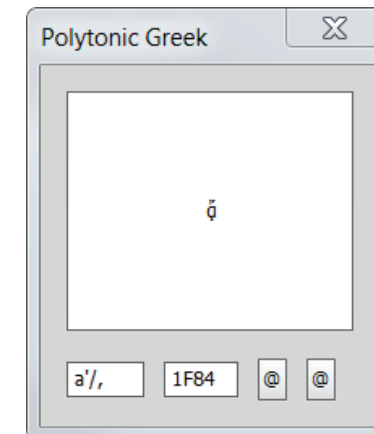 Polytonic Greek
ᾄ
a'/,
1F84
@
@